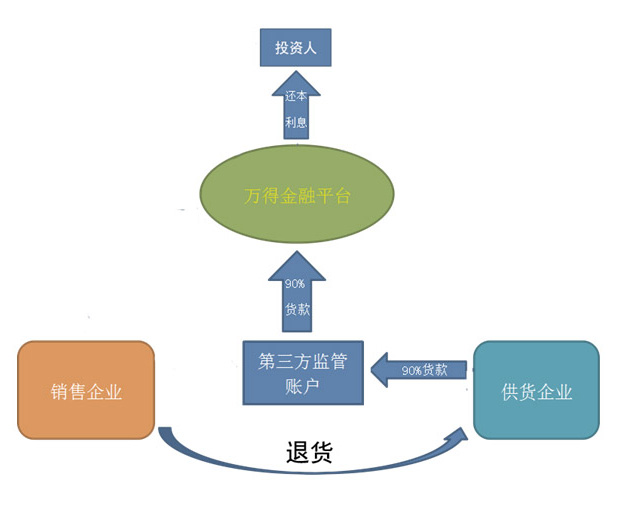 投资人
还本
利息
万得金融平台
90%
货款
第三方监管
账户
90%货款
销售企业
供货企业
退货